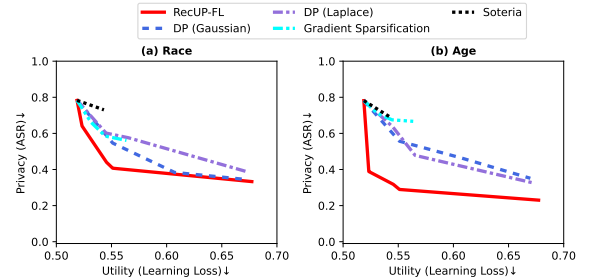 RecUP-FL
DP (Gaussian)
DP (Laplace)
Gradient Sparsification
Soteria
(a) Race
1.0
0.8
0.6
0.4
0.2
0.0
Privacy (ASR)↓
0.50 0.55 0.60 0.65 0.70
Utility (Learning Loss)↓
(b) Age
1.0
0.8
0.6
0.4
0.2
0.0
Privacy (ASR)↓
0.50 0.55 0.60 0.65 0.70
Utility (Learning Loss)↓